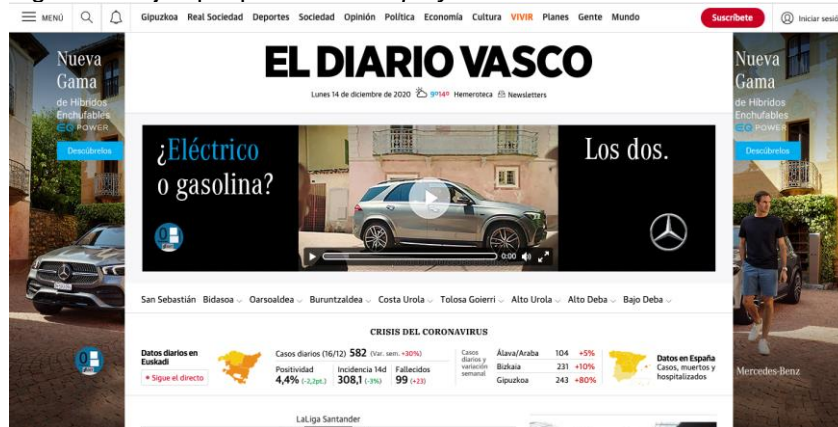 MENÚ Gipuzkoa Real Sociedad Deportes Sociedad Opinión Política Economía Cultura VIVIR Planes Gente Mundo Suscríbete Iniciar sesió
EL DIARIO VASCO
Lunes 14 de diciembre de 2020 9º14º Hemeroteca Newsletters
Nueva
Gama
de Híbridos
Enchufables
EQ POWER
Descúbrelos
¿Eléctrico
o gasolina?
Los dos.
0:00
Nueva
Gama
de Híbridos
Enchufables
EQ POWER
Descúbrelos
Mercedes-Benz
San Sebastián Bidasoa Oarsoaldea Buruntzaldea Costa Urola Tolosa Goierri Alto Urola Alto Deba Bajo Deba
CRISIS DEL CORONAVIRUS
Datos diarios en
Euskadi
Sigue el directo
Casos diarios (16/12) 582 (Var. sem. +30%)
Positividad
4,4% (-2,2pt.)
Incidencia 14d
308,1 (-3%)
Fallecidos
99 (+23)
Casos
diarios y
variación
semanal
Álava/Araba 104 +5%
Bizkaia 231 +10%
Gipuzkoa 243 +80%
Datos en España
Casos, muertos y
hospitalizados
LaLiga Santander